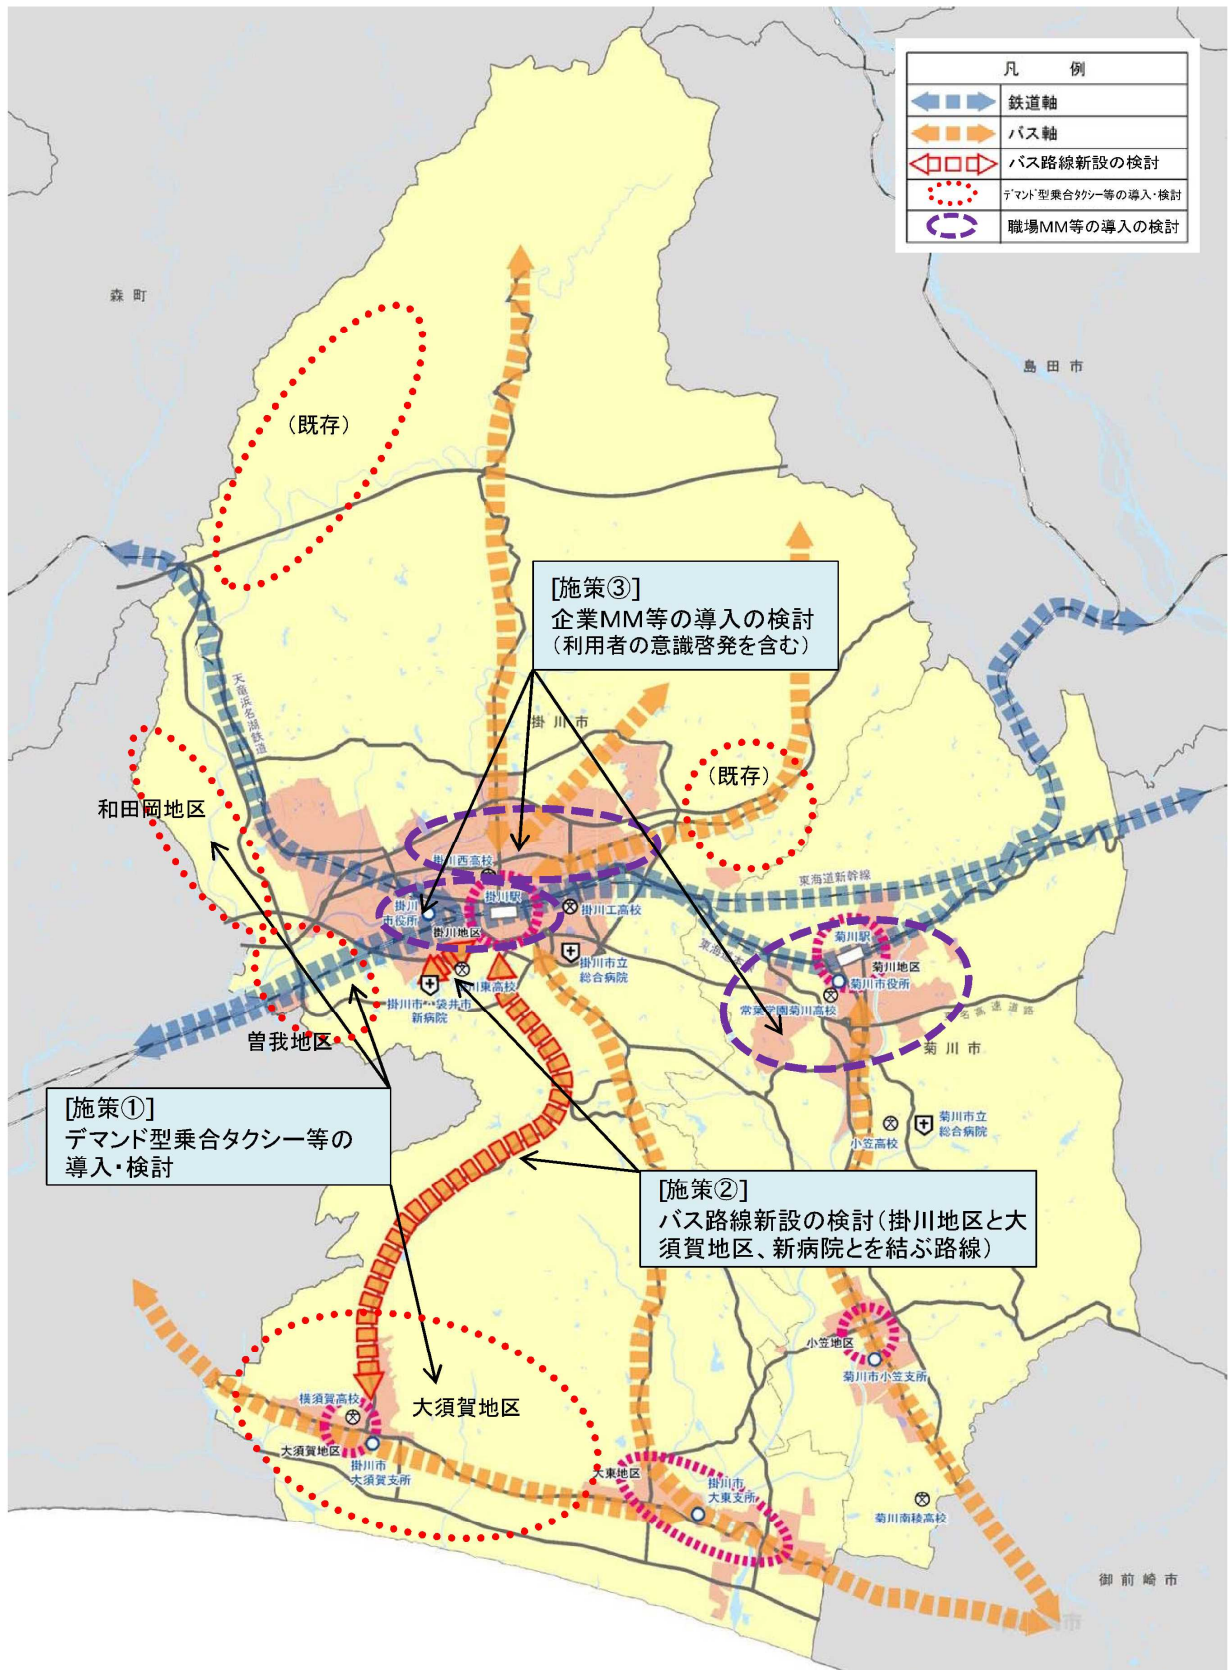 凡 例
鉄道軸
バス軸
バス路線新設の検討
デマンド型乗合タクシー等の導入・検討
職場MM等の導入の検討
森町
島田市
(既存)
[施策③]
企業MM等の導入の検討
(利用者の意識啓発を含む)
天竜浜名湖鉄道
掛川市
(既存)
和田岡地区
掛川西高校
東海道新幹線
掛川駅
掛川
市役所
掛川工高校
掛川地区
菊川駅
東海道本線
菊川地区
掛川市立
総合病院
菊川市役所
川東高校
掛川市・袋井市
新病院
常葉学園菊川高校
名高速道路
曽我地区
菊川市
[施策①]
デマンド型乗合タクシー等の
導入・検討
菊川市立
総合病院
小笠高校
[施策②]
バス路線新設の検討(掛川地区と大
須賀地区、新病院とを結ぶ路線)
小笠地区
菊川市小笠支所
横須賀高校
大須賀地区
大須賀地区
掛川市
大須賀支所
大東地区
掛川市
大東支所
菊川南稜高校
御前崎市